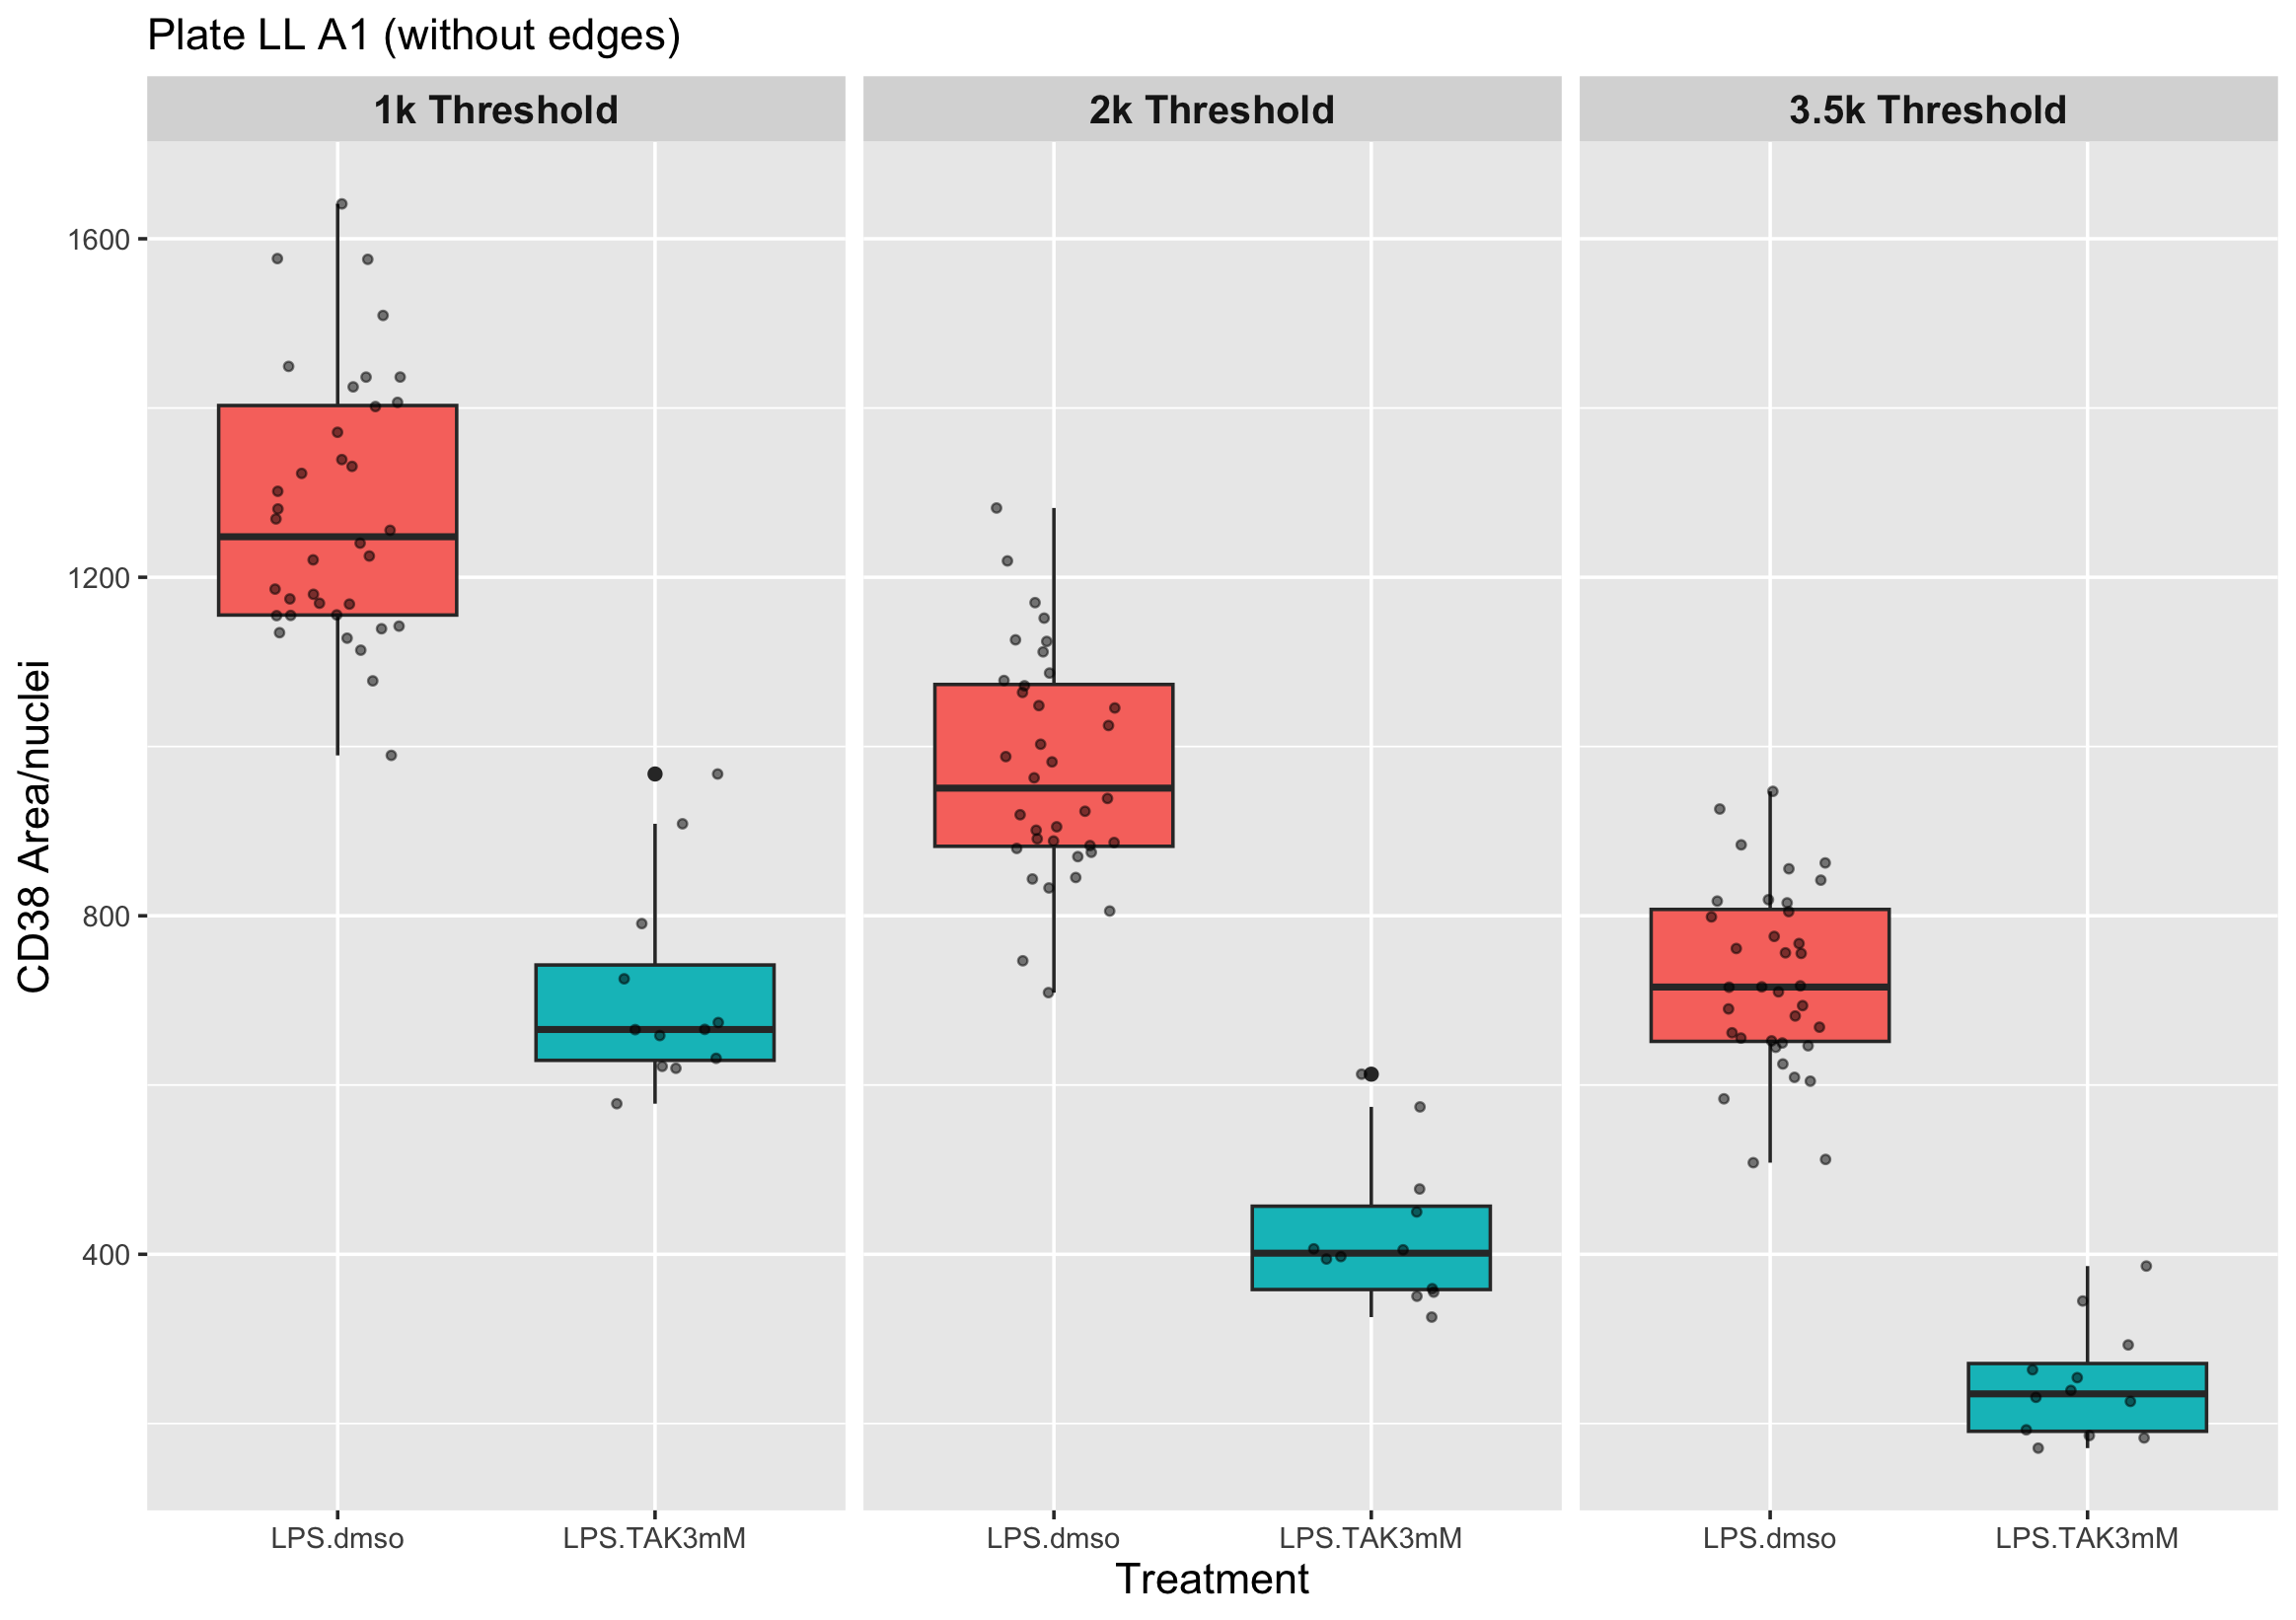 Plate LL A1 (without edges)
1k Threshold
2k Threshold
3.5k Threshold
CD38 Area/nuclei
1600
1200
800
400
LPS.dmso
LPS.TAK3mM
LPS.dmso
LPS.TAK3mM
LPS.dmso
LPS.TAK3mM
Treatment